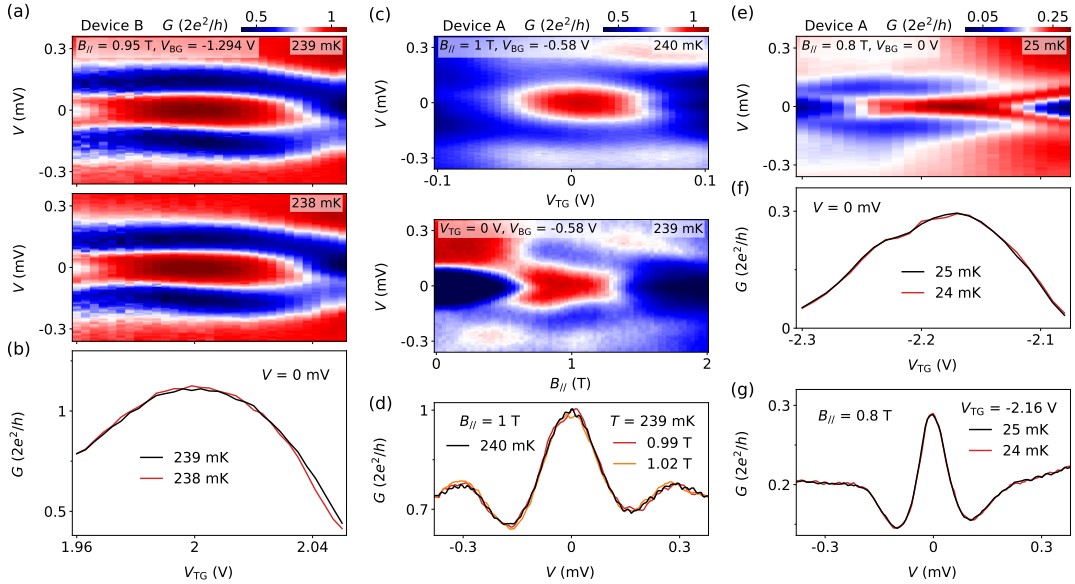 (a)
Device B G (2e²/h)
0.5 1
B// = 0.95 T, VBG = -1.294 V 239 mK
0.3
0
-0.3
V (mV)
238 mK
0.3
0
-0.3
V (mV)
(b)
V = 0 mV
1
0.5
G (2e²/h)
239 mK
238 mK
1.96 2 2.04
VTG (V)
(c)
Device A G (2e²/h)
0.5 1
B// = 1 T, VBG = -0.58 V 240 mK
0.3
0
-0.3
V (mV)
-0.1 0 0.1
VTG (V)
VTG = 0 V, VBG = -0.58 V 239 mK
0.3
0
-0.3
V (mV)
0 1 2
B// (T)
(d)
B// = 1 T T = 239 mK
240 mK 0.99 T
1.02 T
1
0.7
G (2e²/h)
-0.3 0 0.3
V (mV)
(e)
Device A G (2e²/h)
0.05 0.25
B// = 0.8 T, VBG = 0 V 25 mK
0.3
0
-0.3
V (mV)
(f)
V = 0 mV
0.3
0
G (2e²/h)
25 mK
24 mK
-2.3 -2.2 -2.1
VTG (V)
(g)
B// = 0.8 T VTG = -2.16 V
25 mK
24 mK
0.3
0.2
G (2e²/h)
-0.3 0 0.3
V (mV)